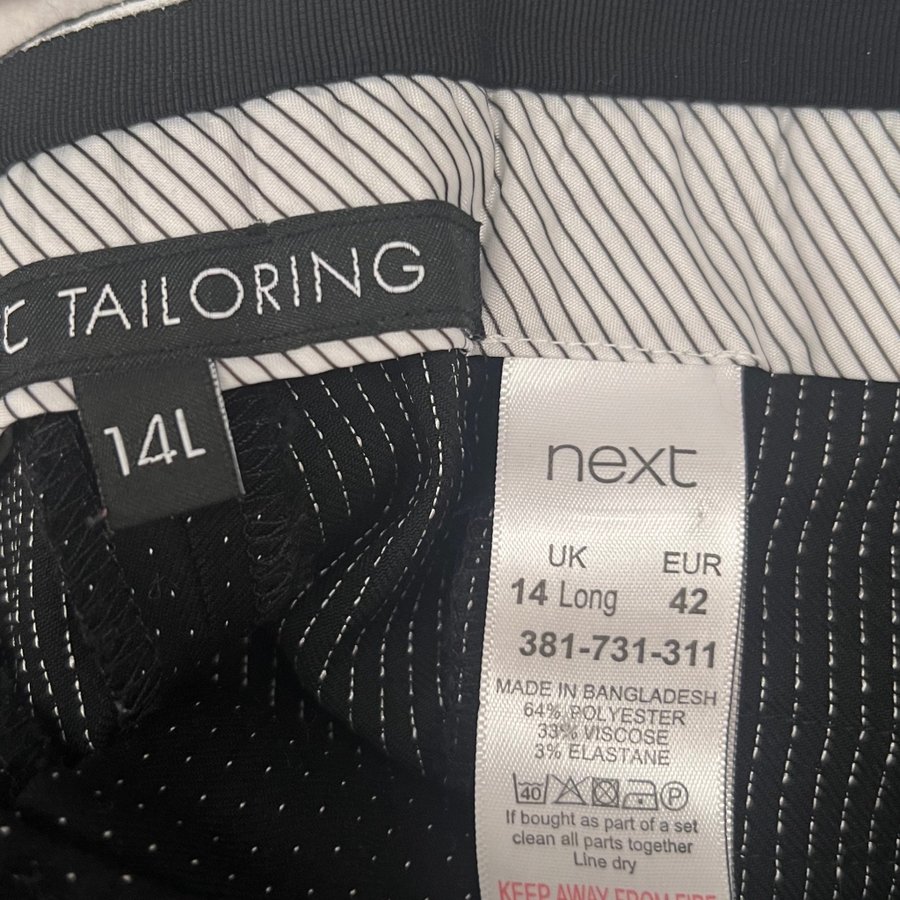 TAILORING
14L
next
UK EUR
14 Long 42
381-731-311
MADE IN BANGLADESH
64% POLYESTER
33% VISCOSE
3% ELASTANE
40 P
If bought as part of a set
clean all parts together
Line dry
KEEP AWAY FROM FIRE